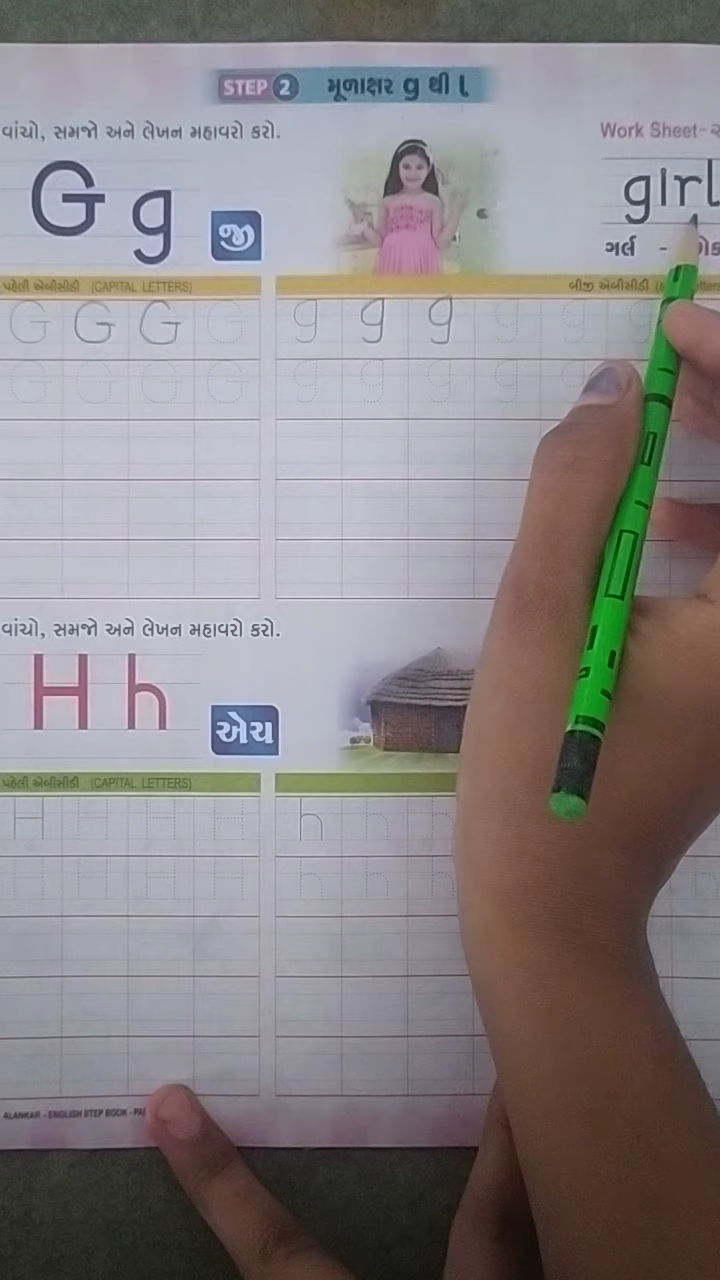 STEP 2 મૂળાક્ષર g થી l
વાંચો, સમજો અને લેખન મહાવરો કરો.
Work Sheet-
G g જી
girl
ગર્લ -
પહેલી એબીસીડી (CAPITAL LETTERS)
બીજી એબીસીડી
G G G G g g g g g g
G G G G g g g g g
વાંચો, સમજો અને લેખન મહાવરો કરો.
H h એચ
પહેલી એબીસીડી (CAPITAL LETTERS)
H H H H h h h
H H H H h h h h
ALANKAR - ENGLISH STEP BOOK -